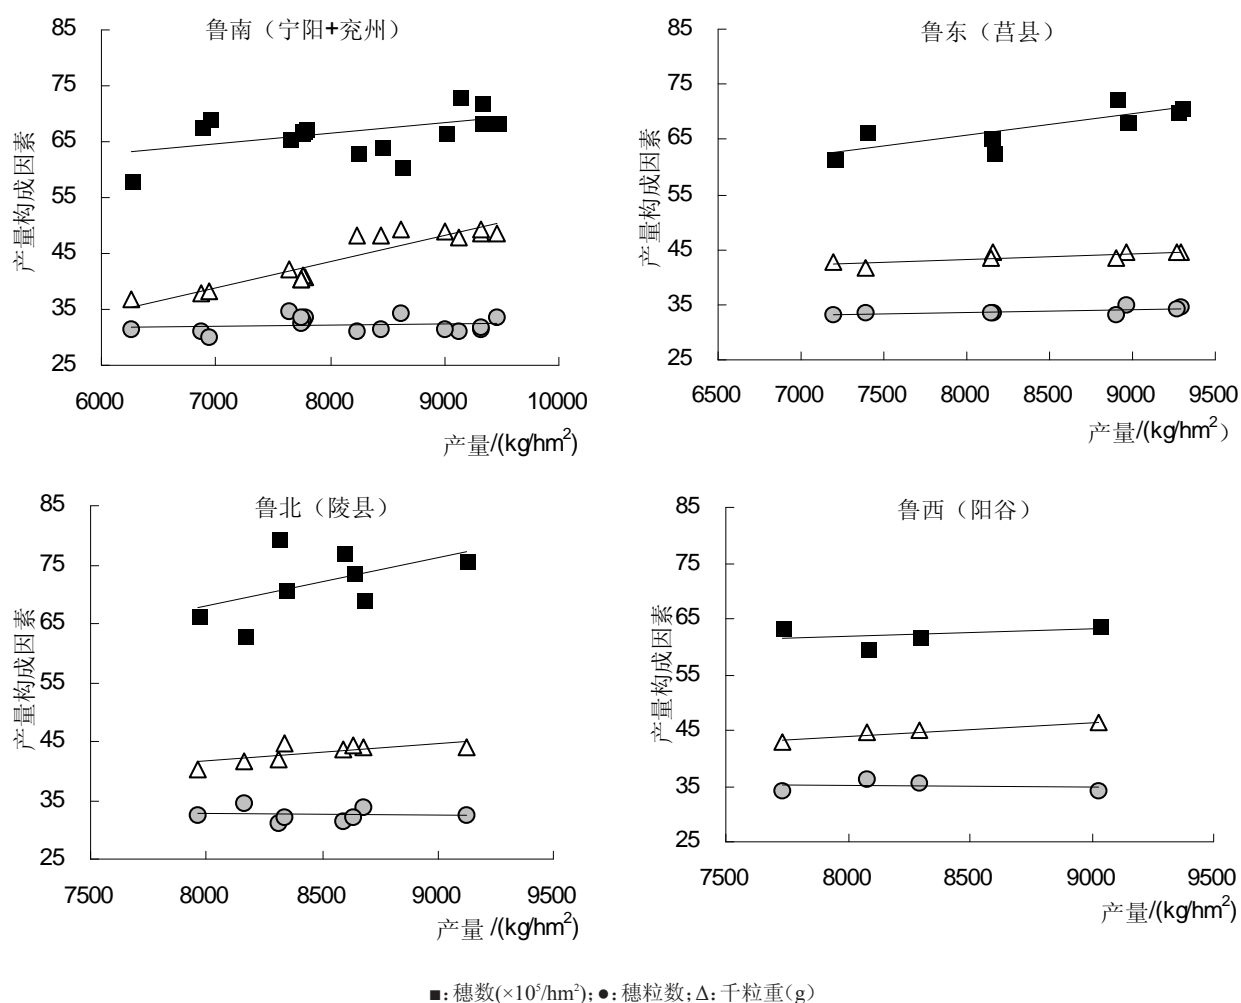 鲁南（宁阳+兖州）
85
75
65
55
45
35
25
产量构成因素
6000 7000 8000 9000 10000
产量/(kg/hm²)
鲁东（莒县）
85
75
65
55
45
35
25
产量构成因素
6500 7000 7500 8000 8500 9000 9500
产量/(kg/hm²）
鲁北（陵县）
85
75
65
55
45
35
25
产量构成因素
7500 8000 8500 9000 9500
产量 /(kg/hm²)
鲁西（阳谷）
85
75
65
55
45
35
25
产量构成因素
7500 8000 8500 9000 9500
产量/(kg/hm²)
■:穗数(×10⁵/hm²);●:穗粒数;Δ:千粒重(g)